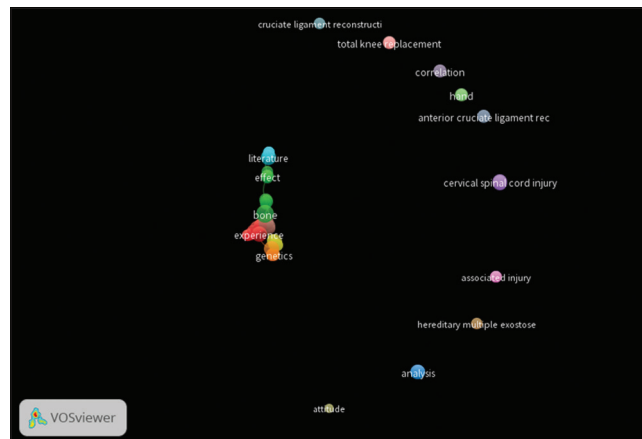 cruciate ligament reconstructi
total knee replacement
correlation
hand
anterior cruciate ligament rec
literature
effect
cervical spinal cord injury
bone
experience
genetics
associated injury
hereditary multiple exostose
analysis
attitude
VOSviewer